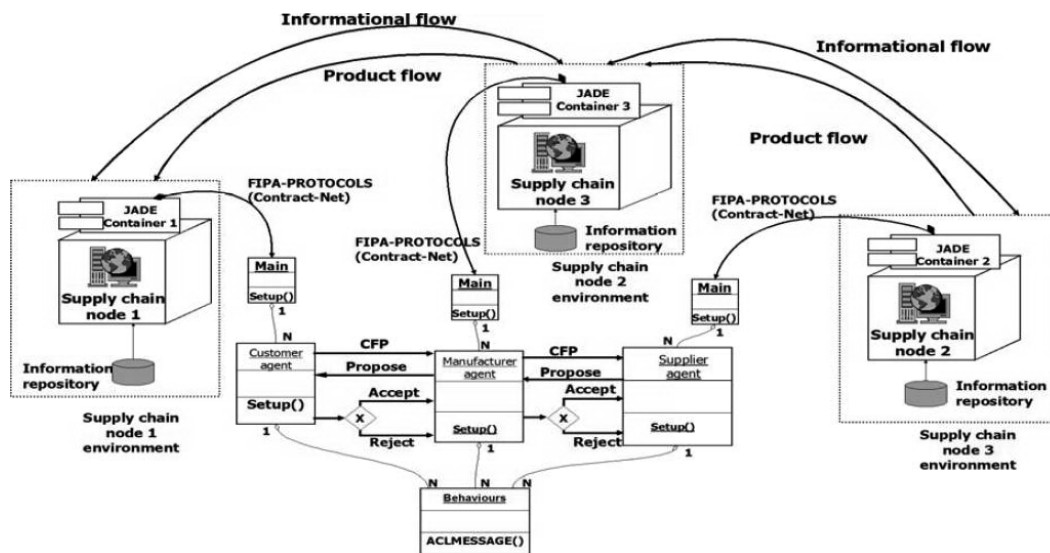 Informational flow
Informational flow
Product flow
Product flow
JADE
Container 3
Supply chain
node 3
Information
repository
Supply chain
node 2
environment
FIPA-PROTOCOLS
(Contract-Net)
JADE
Container 1
Supply chain
node 1
Information
repository
Supply chain
node 1
environment
FIPA-PROTOCOLS
(Contract-Net)
FIPA-PROTOCOLS
(Contract-Net)
JADE
Container 2
Supply chain
node 2
Information
repository
Supply chain
node 3
environment
Main
Setup()
1
N
Main
Setup()
1
N
Main
Setup()
1
N
Customer
agent
Setup()
1
CFP
Propose
Accept
X
Reject
Manufacturer
agent
Setup()
1
CFP
Propose
Accept
X
Reject
Supplier
agent
Setup()
1
N
N
N
Behaviours
ACLMESSAGE()